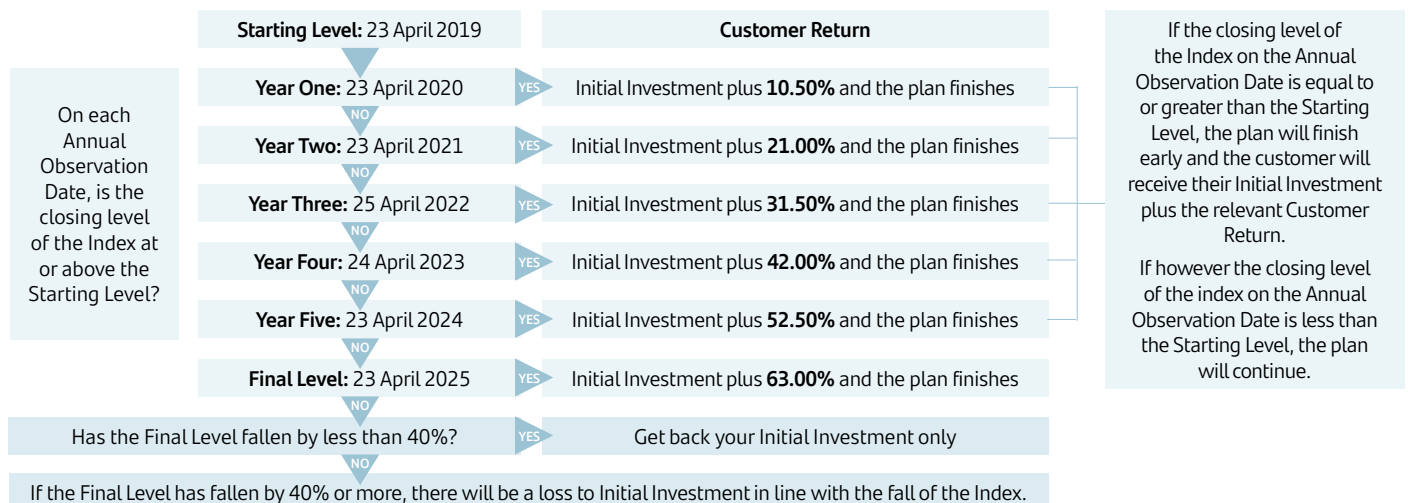 Starting Level: 23 April 2019
Customer Return
On each
Annual
Observation
Date, is the
closing level
of the Index at
or above the
Starting Level?
Year One: 23 April 2020
YES
Initial Investment plus 10.50% and the plan finishes
NO
Year Two: 23 April 2021
YES
Initial Investment plus 21.00% and the plan finishes
NO
Year Three: 25 April 2022
YES
Initial Investment plus 31.50% and the plan finishes
NO
Year Four: 24 April 2023
YES
Initial Investment plus 42.00% and the plan finishes
NO
Year Five: 23 April 2024
YES
Initial Investment plus 52.50% and the plan finishes
NO
Final Level: 23 April 2025
YES
Initial Investment plus 63.00% and the plan finishes
NO
Has the Final Level fallen by less than 40%?
YES
Get back your Initial Investment only
NO
If the Final Level has fallen by 40% or more, there will be a loss to Initial Investment in line with the fall of the Index.
If the closing level of
the Index on the Annual
Observation Date is equal to
or greater than the Starting
Level, the plan will finish
early and the customer will
receive their Initial Investment
plus the relevant Customer
Return.
If however the closing level
of the index on the Annual
Observation Date is less than
the Starting Level, the plan
will continue.